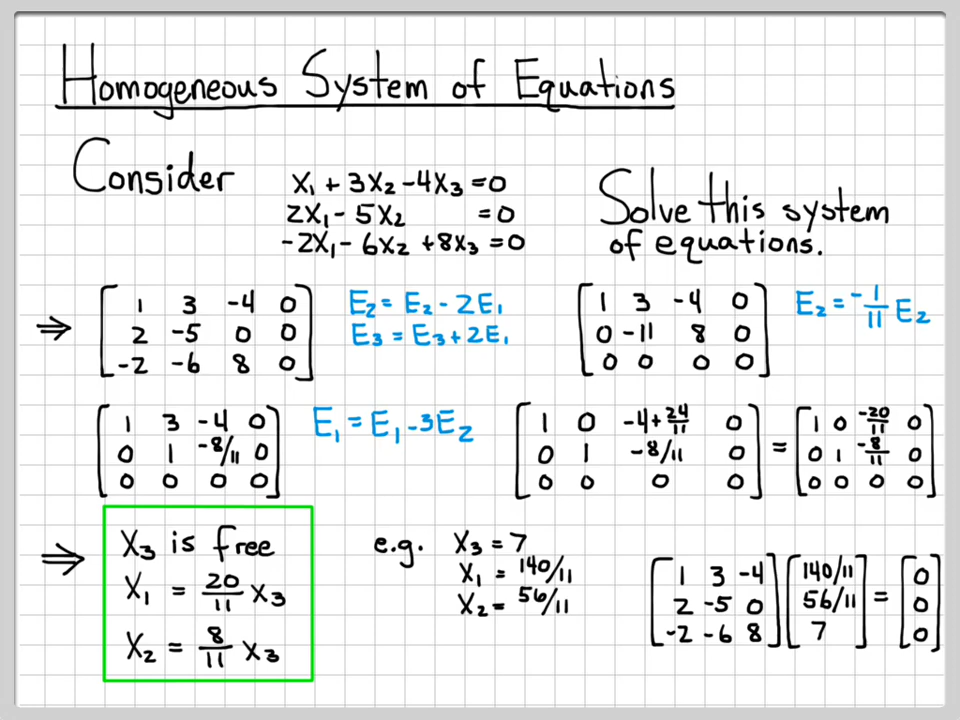 Homogeneous System of Equations
Consider
X₁ + 3X₂ - 4X₃ = 0
2X₁ - 5X₂ = 0
-2X₁ - 6X₂ + 8X₃ = 0
Solve this system
of equations.
⇒ [ 1 3 -4 0
2 -5 0 0
-2 -6 8 0 ]
E₂ = E₂ - 2E₁
E₃ = E₃ + 2E₁
[ 1 3 -4 0
0 -11 8 0
0 0 0 0 ]
E₂ = -1/11 E₂
[ 1 3 -4 0
0 1 -8/11 0
0 0 0 0 ]
E₁ = E₁ - 3E₂
[ 1 0 -4+24/11 0
0 1 -8/11 0
0 0 0 0 ]
=
[ 1 0 -20/11 0
0 1 -8/11 0
0 0 0 0 ]
⇒ X₃ is free
X₁ = 20/11 X₃
X₂ = 8/11 X₃
e.g. X₃ = 7
X₁ = 140/11
X₂ = 56/11
[ 1 3 -4
2 -5 0
-2 -6 8 ]
[ 140/11
56/11
7 ]
=
[ 0
0
0 ]